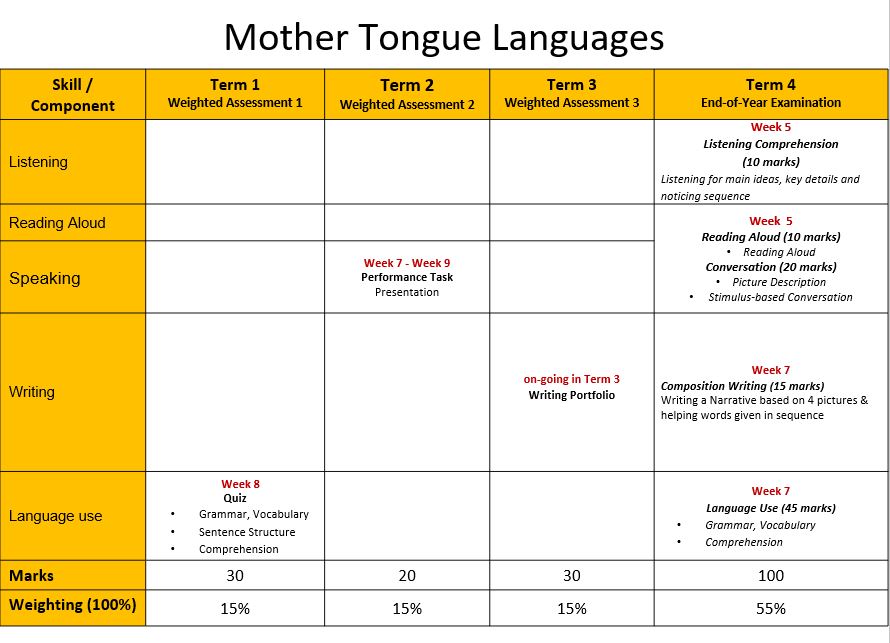 Mother Tongue Languages
Skill / Component
Term 1
Weighted Assessment 1
Term 2
Weighted Assessment 2
Term 3
Weighted Assessment 3
Term 4
End-of-Year Examination
Listening
Week 5
Listening Comprehension
(10 marks)
Listening for main ideas, key details and
noticing sequence
Reading Aloud
Week 5
Reading Aloud (10 marks)
• Reading Aloud
Conversation (20 marks)
• Picture Description
• Stimulus-based Conversation
Speaking
Week 7 - Week 9
Performance Task
Presentation
Writing
on-going in Term 3
Writing Portfolio
Week 7
Composition Writing (15 marks)
Writing a Narrative based on 4 pictures &
helping words given in sequence
Language use
Week 8
Quiz
• Grammar, Vocabulary
• Sentence Structure
• Comprehension
Week 7
Language Use (45 marks)
• Grammar, Vocabulary
• Comprehension
Marks 30 20 30 100
Weighting (100%) 15% 15% 15% 55%